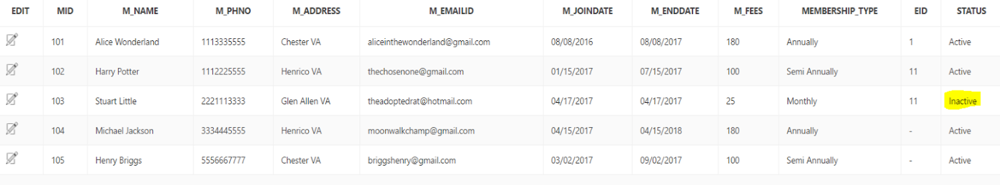 EDIT MID M_NAME M_PHNO M_ADDRESS M_EMAILID M_JOINDATE M_ENDDATE M_FEES MEMBERSHIP_TYPE EID STATUS
101 Alice Wonderland 1113335555 Chester VA aliceinthewonderland@gmail.com 08/08/2016 08/08/2017 180 Annually 1 Active
102 Harry Potter 1112225555 Henrico VA thechosenone@gmail.com 01/15/2017 07/15/2017 100 Semi Annually 11 Active
103 Stuart Little 2221113333 Glen Allen VA theadoptedrat@hotmail.com 04/17/2017 04/17/2017 25 Monthly 11 Inactive
104 Michael Jackson 3334445555 Henrico VA moonwalkchamp@gmail.com 04/15/2017 04/15/2018 180 Annually - Active
105 Henry Briggs 5556667777 Chester VA briggshenry@gmail.com 03/02/2017 09/02/2017 100 Semi Annually - Active